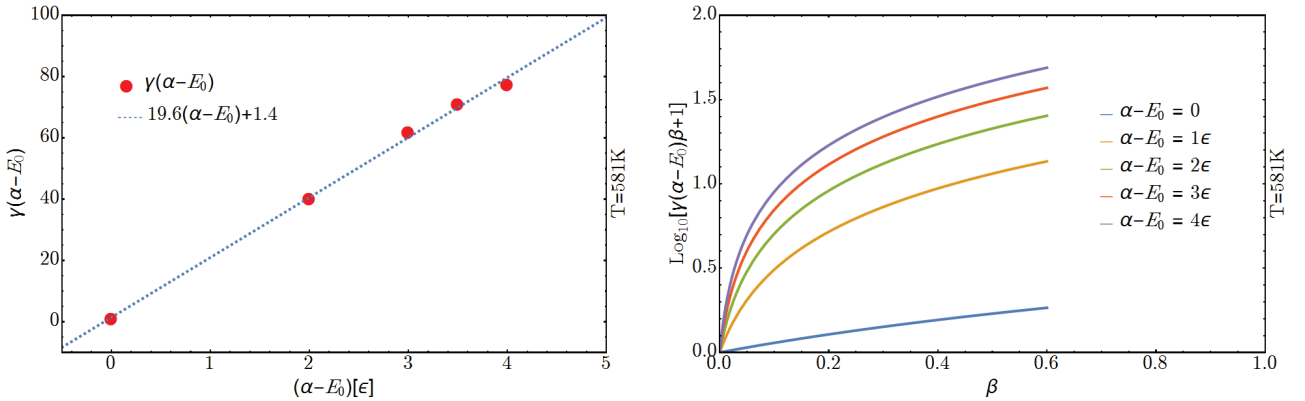 100
80
60
40
20
0
γ(α−E₀)
γ(α−E₀)
19.6(α−E₀)+1.4
0 1 2 3 4 5
(α−E₀)[ϵ]
T=581K
2.0
1.5
1.0
0.5
0.0
Log₁₀[γ(α−E₀)β+1]
α−E₀ = 0
α−E₀ = 1ϵ
α−E₀ = 2ϵ
α−E₀ = 3ϵ
α−E₀ = 4ϵ
0.0 0.2 0.4 0.6 0.8 1.0
β
T=581K